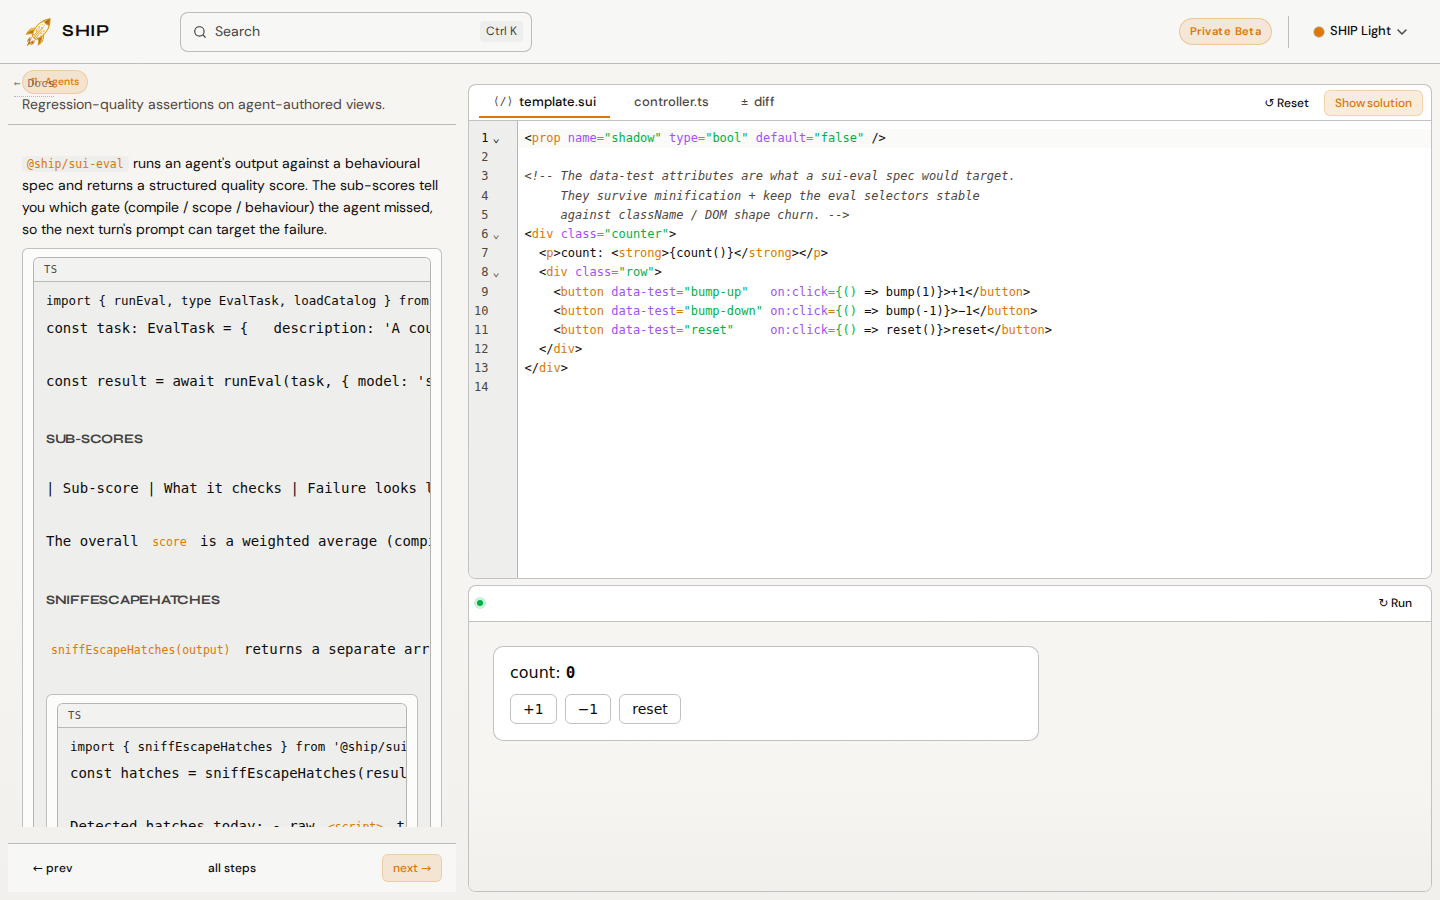 SHIP
Search
Ctrl K
Private Beta
SHIP Light
← Docs
Agents
Regression-quality assertions on agent-authored views.
@ship/sui-eval runs an agent's output against a behavioural
spec and returns a structured quality score. The sub-scores tell
you which gate (compile / scope / behaviour) the agent missed,
so the next turn's prompt can target the failure.
TS
import { runEval, type EvalTask, loadCatalog } from
const task: EvalTask = {   description: 'A cou
const result = await runEval(task, { model: 's
SUB-SCORES
| Sub-score | What it checks | Failure looks l
The overall score is a weighted average (comp
SNIFFESCAPEHATCHES
sniffEscapeHatches(output) returns a separate arr
TS
import { sniffEscapeHatches } from '@ship/sui
const hatches = sniffEscapeHatches(resul
Detected hatches today: - raw <script> t
← prev
all steps
next →
(/) template.sui
controller.ts
± diff
↺ Reset
Show solution
1 <prop name="shadow" type="bool" default="false" />
2
3 <!-- The data-test attributes are what a sui-eval spec would target.
4 They survive minification + keep the eval selectors stable
5 against className / DOM shape churn. -->
6 <div class="counter">
7 <p>count: <strong>{count()}</strong></p>
8 <div class="row">
9 <button data-test="bump-up"   on:click={() => bump(1)}>+1</button>
10 <button data-test="bump-down" on:click={() => bump(-1)}>−1</button>
11 <button data-test="reset"     on:click={() => reset()}>reset</button>
12 </div>
13 </div>
14
↻ Run
count: 0
+1
−1
reset